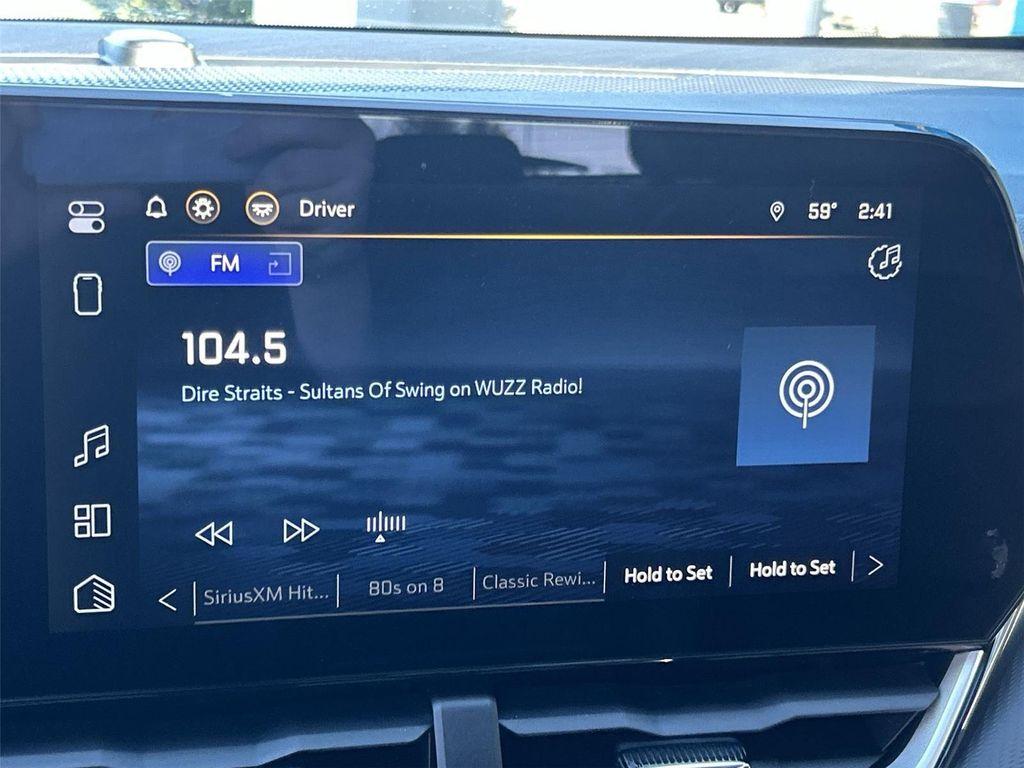 Driver 59° 2:41
FM
104.5
Dire Straits - Sultans Of Swing on WUZZ Radio!
SiriusXM Hit... 80s on 8 Classic Rewi... Hold to Set Hold to Set